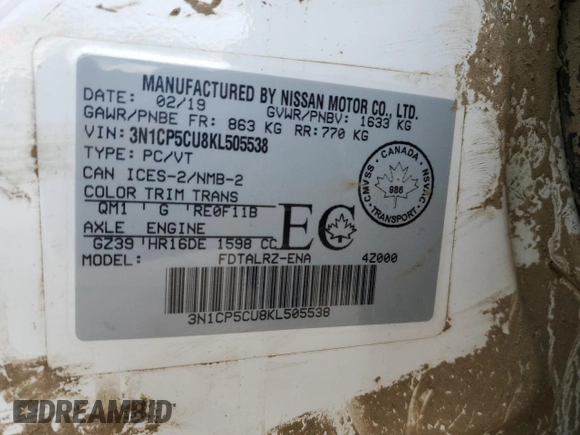 MANUFACTURED BY NISSAN MOTOR CO., LTD.
DATE: 02/19 GVWR/PNBV: 1633 KG
GAWR/PNBE FR: 863 KG RR: 770 KG
VIN: 3N1CP5CU8KL505538
TYPE: PC/VT
CAN ICES-2/NMB-2
COLOR TRIM TRANS
QM1 G RE0F11B
AXLE ENGINE
GZ39 HR16DE 1598 CC
EC
MODEL: FDTALRZ-ENA 4Z000
3N1CP5CU8KL505538
CANADA
CMVSS NSVAC
886
TRANSPORT
DREAMBID